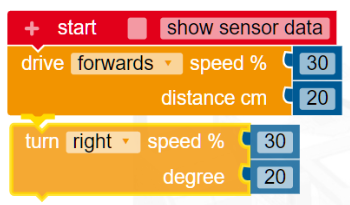 + start show sensor data
drive forwards speed % 30
distance cm 20
turn right speed % 30
degree 20